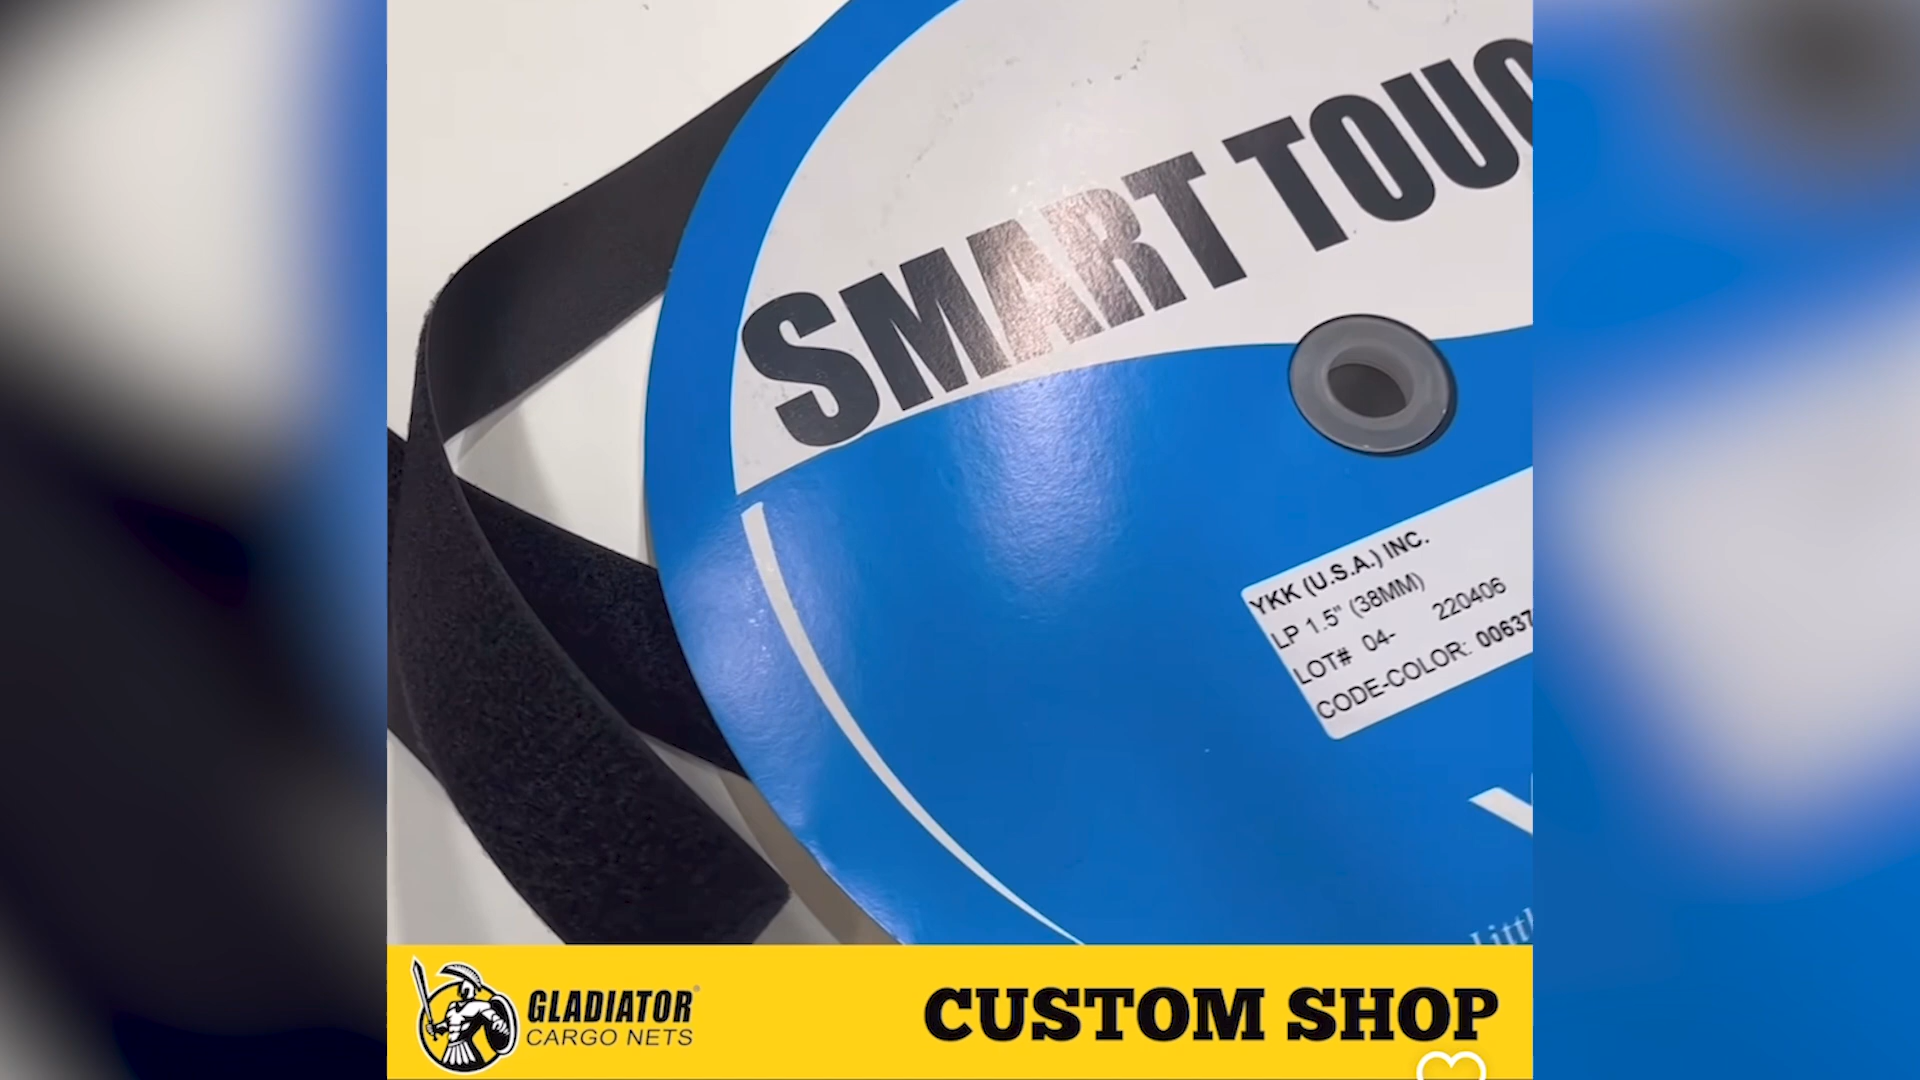 SMART TOUC
YKK (U.S.A.) INC.
LP 1.5" (38MM)
LOT# 04- 220406
CODE-COLOR: 00637
Y
Littl
GLADIATOR®
CARGO NETS
CUSTOM SHOP